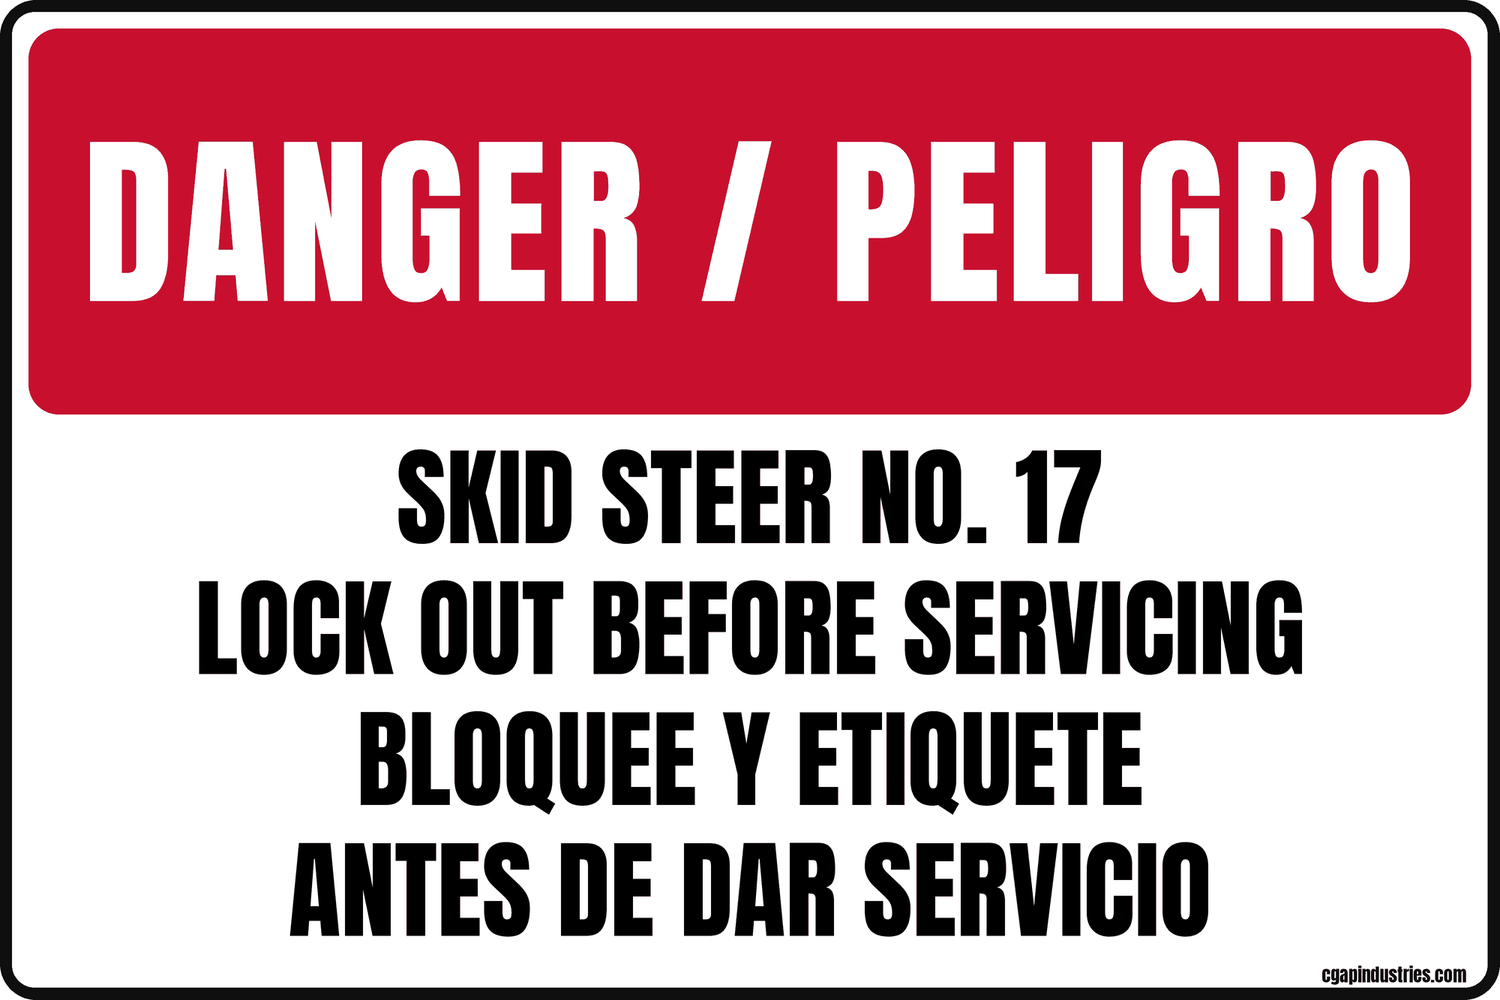 DANGER / PELIGRO
SKID STEER NO. 17
LOCK OUT BEFORE SERVICING
BLOQUEE Y ETIQUETE
ANTES DE DAR SERVICIO
cgapindustries.com